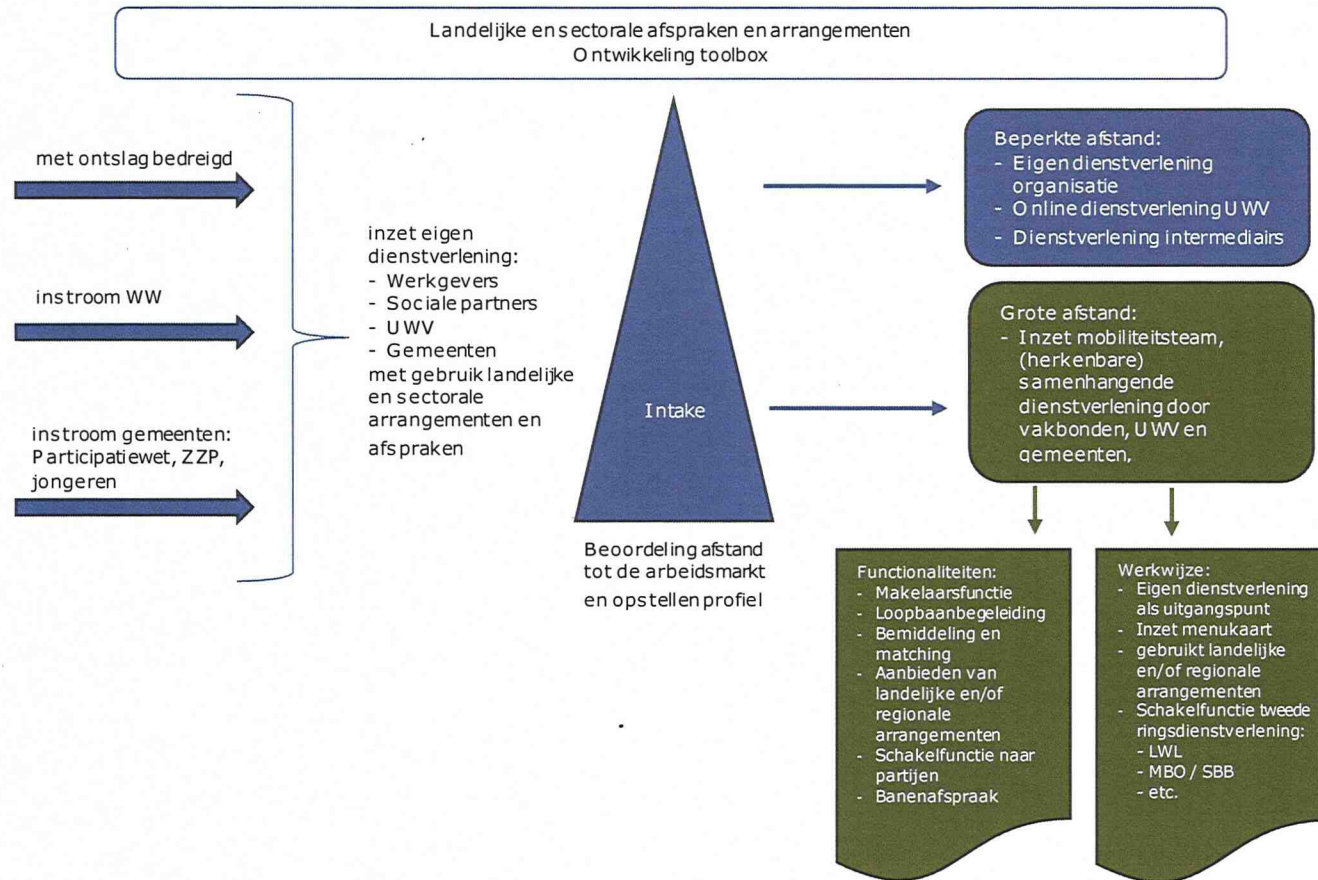 Landelijke en sectorale afspraken en arrangementen
Ontwikkeling toolbox
met ontslag bedreigd
instroom WW
instroom gemeenten:
Participatiewet, ZZP,
jongeren
inzet eigen
dienstverlening:
- Werkgevers
- Sociale partners
- UWV
- Gemeenten
met gebruik landelijke
en sectorale
arrangementen en
afspraken
Intake
Beoordeling afstand
tot de arbeidsmarkt
en opstellen profiel
Beperkte afstand:
- Eigen dienstverlening
organisatie
- Online dienstverlening UWV
- Dienstverlening intermediairs
Grote afstand:
- Inzet mobiliteitsteam,
(herkenbare)
samenhangende
dienstverlening door
vakbonden, UWV en
gemeenten,
Functionaliteiten:
- Makelaarsfunctie
- Loopbaanbegeleiding
- Bemiddeling en
matching
- Aanbieden van
landelijke en/of
regionale
arrangementen
- Schakelfunctie naar
partijen
- Banenafspraak
Werkwijze:
- Eigen dienstverlening
als uitgangspunt
- Inzet menukaart
- gebruikt landelijke
en/of regionale
arrangementen
- Schakelfunctie tweede
ringsdienstverlening:
- LWL
- MBO / SBB
- etc.